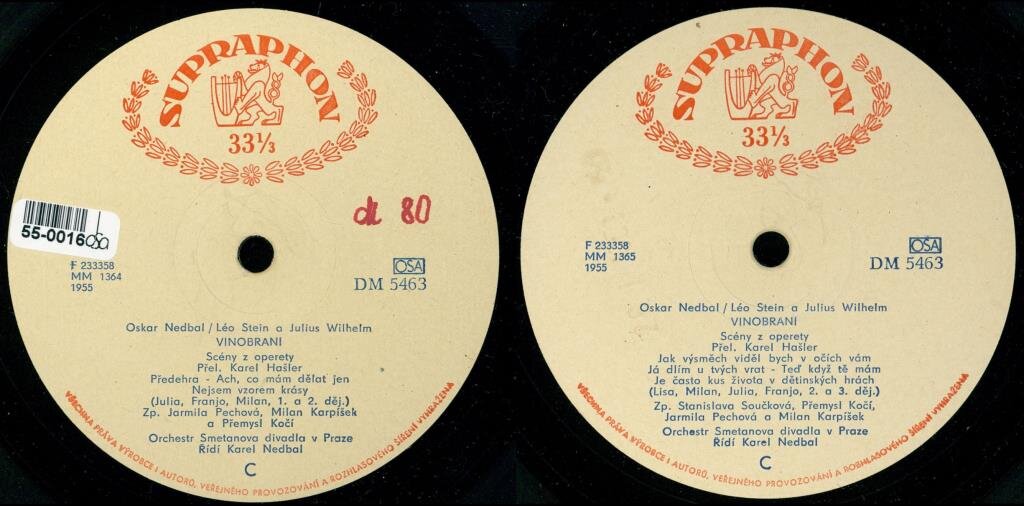 SUPRAPHON
33⅓
dk 80
55-0016
F 233358
MM 1364
1955
OSA
DM 5463
Oskar Nedbal / Léo Stein a Julius Wilhelm
VINOBRANÍ
Scény z operety
Přel. Karel Hašler
Předehra - Ach, co mám dělat jen
Nejsem vzorem krásy
(Julia, Franjo, Milan, 1. a 2. děj.)
Zp. Jarmila Pechová, Milan Karpíšek
a Přemysl Kočí
Orchestr Smetanova divadla v Praze
Řídí Karel Nedbal
C
VŠECHNA PRÁVA VÝROBCE I AUTORŮ, VEŘEJNÉHO PROVOZOVÁNÍ A ROZHLASOVÉHO ŠÍŘENÍ VYHRAŽENA
SUPRAPHON
33⅓
F 233358
MM 1365
1955
OSA
DM 5463
Oskar Nedbal / Léo Stein a Julius Wilhelm
VINOBRANÍ
Scény z operety
Přel. Karel Hašler
Jak výsměch viděl bych v očích vám
Já dlím u tvých vrat - Teď když tě mám
Je často kus života v dětinských hrách
(Lisa, Milan, Julia, Franjo, 2. a 3. děj.)
Zp. Stanislava Součková, Přemysl Kočí,
Jarmila Pechová a Milan Karpíšek
Orchestr Smetanova divadla v Praze
Řídí Karel Nedbal
C
VŠECHNA PRÁVA VÝROBCE I AUTORŮ, VEŘEJNÉHO PROVOZOVÁNÍ A ROZHLASOVÉHO ŠÍŘENÍ VYHRAŽENA